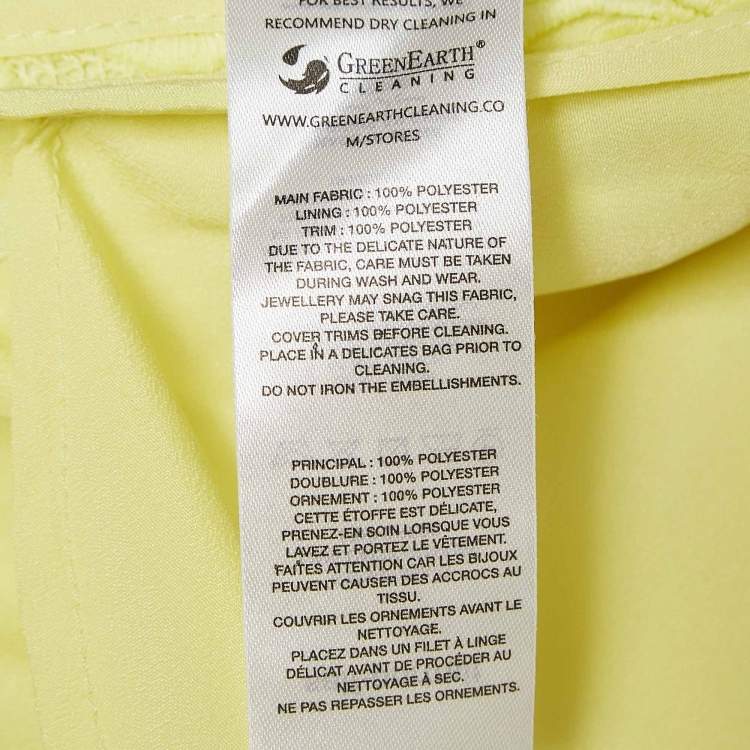 FOR BEST RESULTS, WE
RECOMMEND DRY CLEANING IN
GREENEARTH®
CLEANING
WWW.GREENEARTHCLEANING.CO
M/STORES
MAIN FABRIC : 100% POLYESTER
LINING : 100% POLYESTER
TRIM : 100% POLYESTER
DUE TO THE DELICATE NATURE OF
THE FABRIC, CARE MUST BE TAKEN
DURING WASH AND WEAR.
JEWELLERY MAY SNAG THIS FABRIC,
PLEASE TAKE CARE.
COVER TRIMS BEFORE CLEANING.
PLACE IN A DELICATES BAG PRIOR TO
CLEANING.
DO NOT IRON THE EMBELLISHMENTS.
PRINCIPAL : 100% POLYESTER
DOUBLURE : 100% POLYESTER
ORNEMENT : 100% POLYESTER
CETTE ÉTOFFE EST DÉLICATE,
PRENEZ-EN SOIN LORSQUE VOUS
LAVEZ ET PORTEZ LE VÊTEMENT.
FAITES ATTENTION CAR LES BIJOUX
PEUVENT CAUSER DES ACCROCS AU
TISSU.
COUVRIR LES ORNEMENTS AVANT LE
NETTOYAGE.
PLACEZ DANS UN FILET À LINGE
DÉLICAT AVANT DE PROCÉDER AU
NETTOYAGE À SEC.
NE PAS REPASSER LES ORNEMENTS.